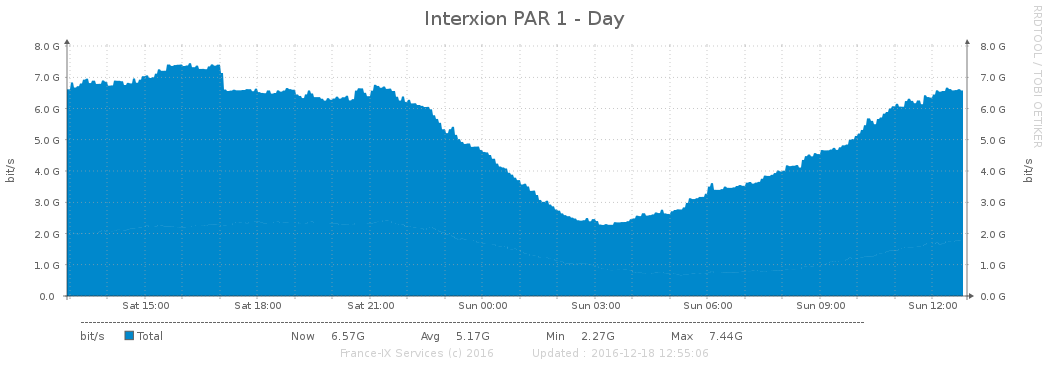 Interxion PAR 1 - Day
RRDTOOL / TOBI OETIKER
8.0 G 8.0 G
7.0 G 7.0 G
6.0 G 6.0 G
5.0 G 5.0 G
4.0 G 4.0 G
3.0 G 3.0 G
2.0 G 2.0 G
1.0 G 1.0 G
0.0 0.0 G
bit/s bit/s
Sat 15:00 Sat 18:00 Sat 21:00 Sun 00:00 Sun 03:00 Sun 06:00 Sun 09:00 Sun 12:00
bit/s Total Now 6.57G Avg 5.17G Min 2.27G Max 7.44G
France-IX Services (c) 2016 Updated : 2016-12-18 12:55:06